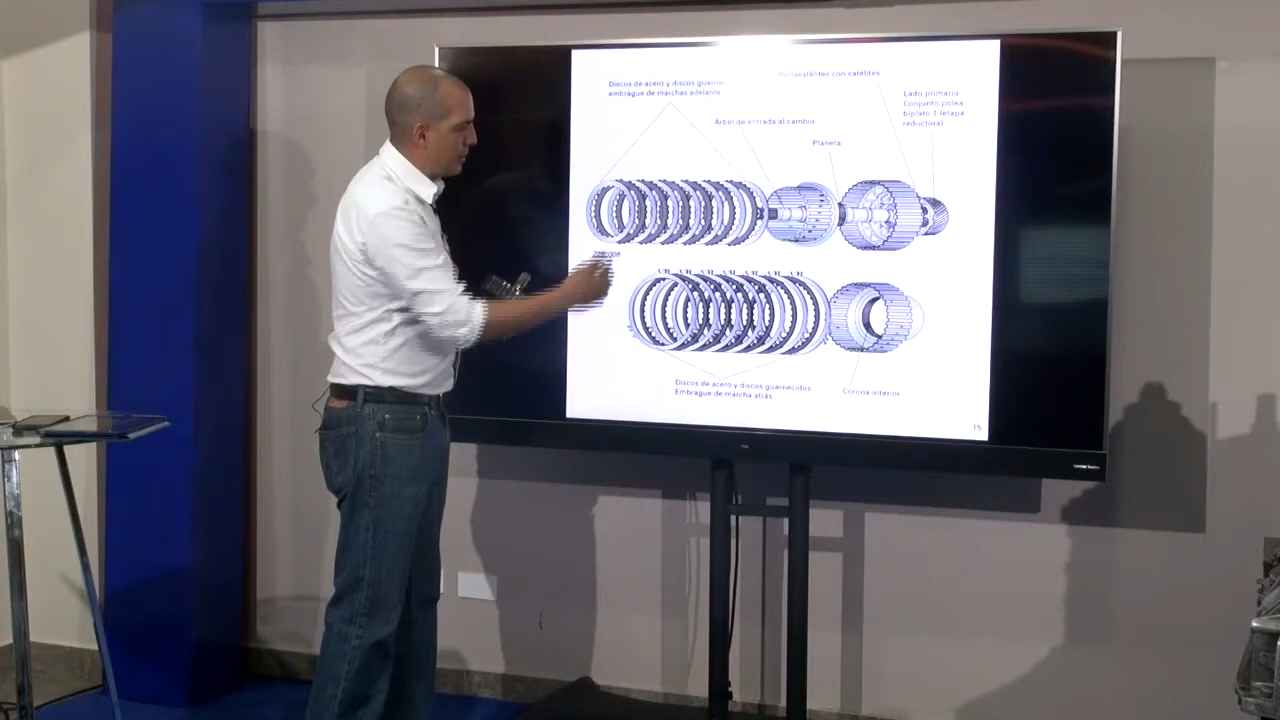 Discos de acero y discos guarne
embrague de marchas adelante
Portasatélites con satélites
Lado primario
Conjunto polea
biplato 1 (etapa
reductora)
Arbol de entrada al cambio
Planeta
Discos de acero y discos guarnecidos
Embrague de marcha atrás
Corona interior
15